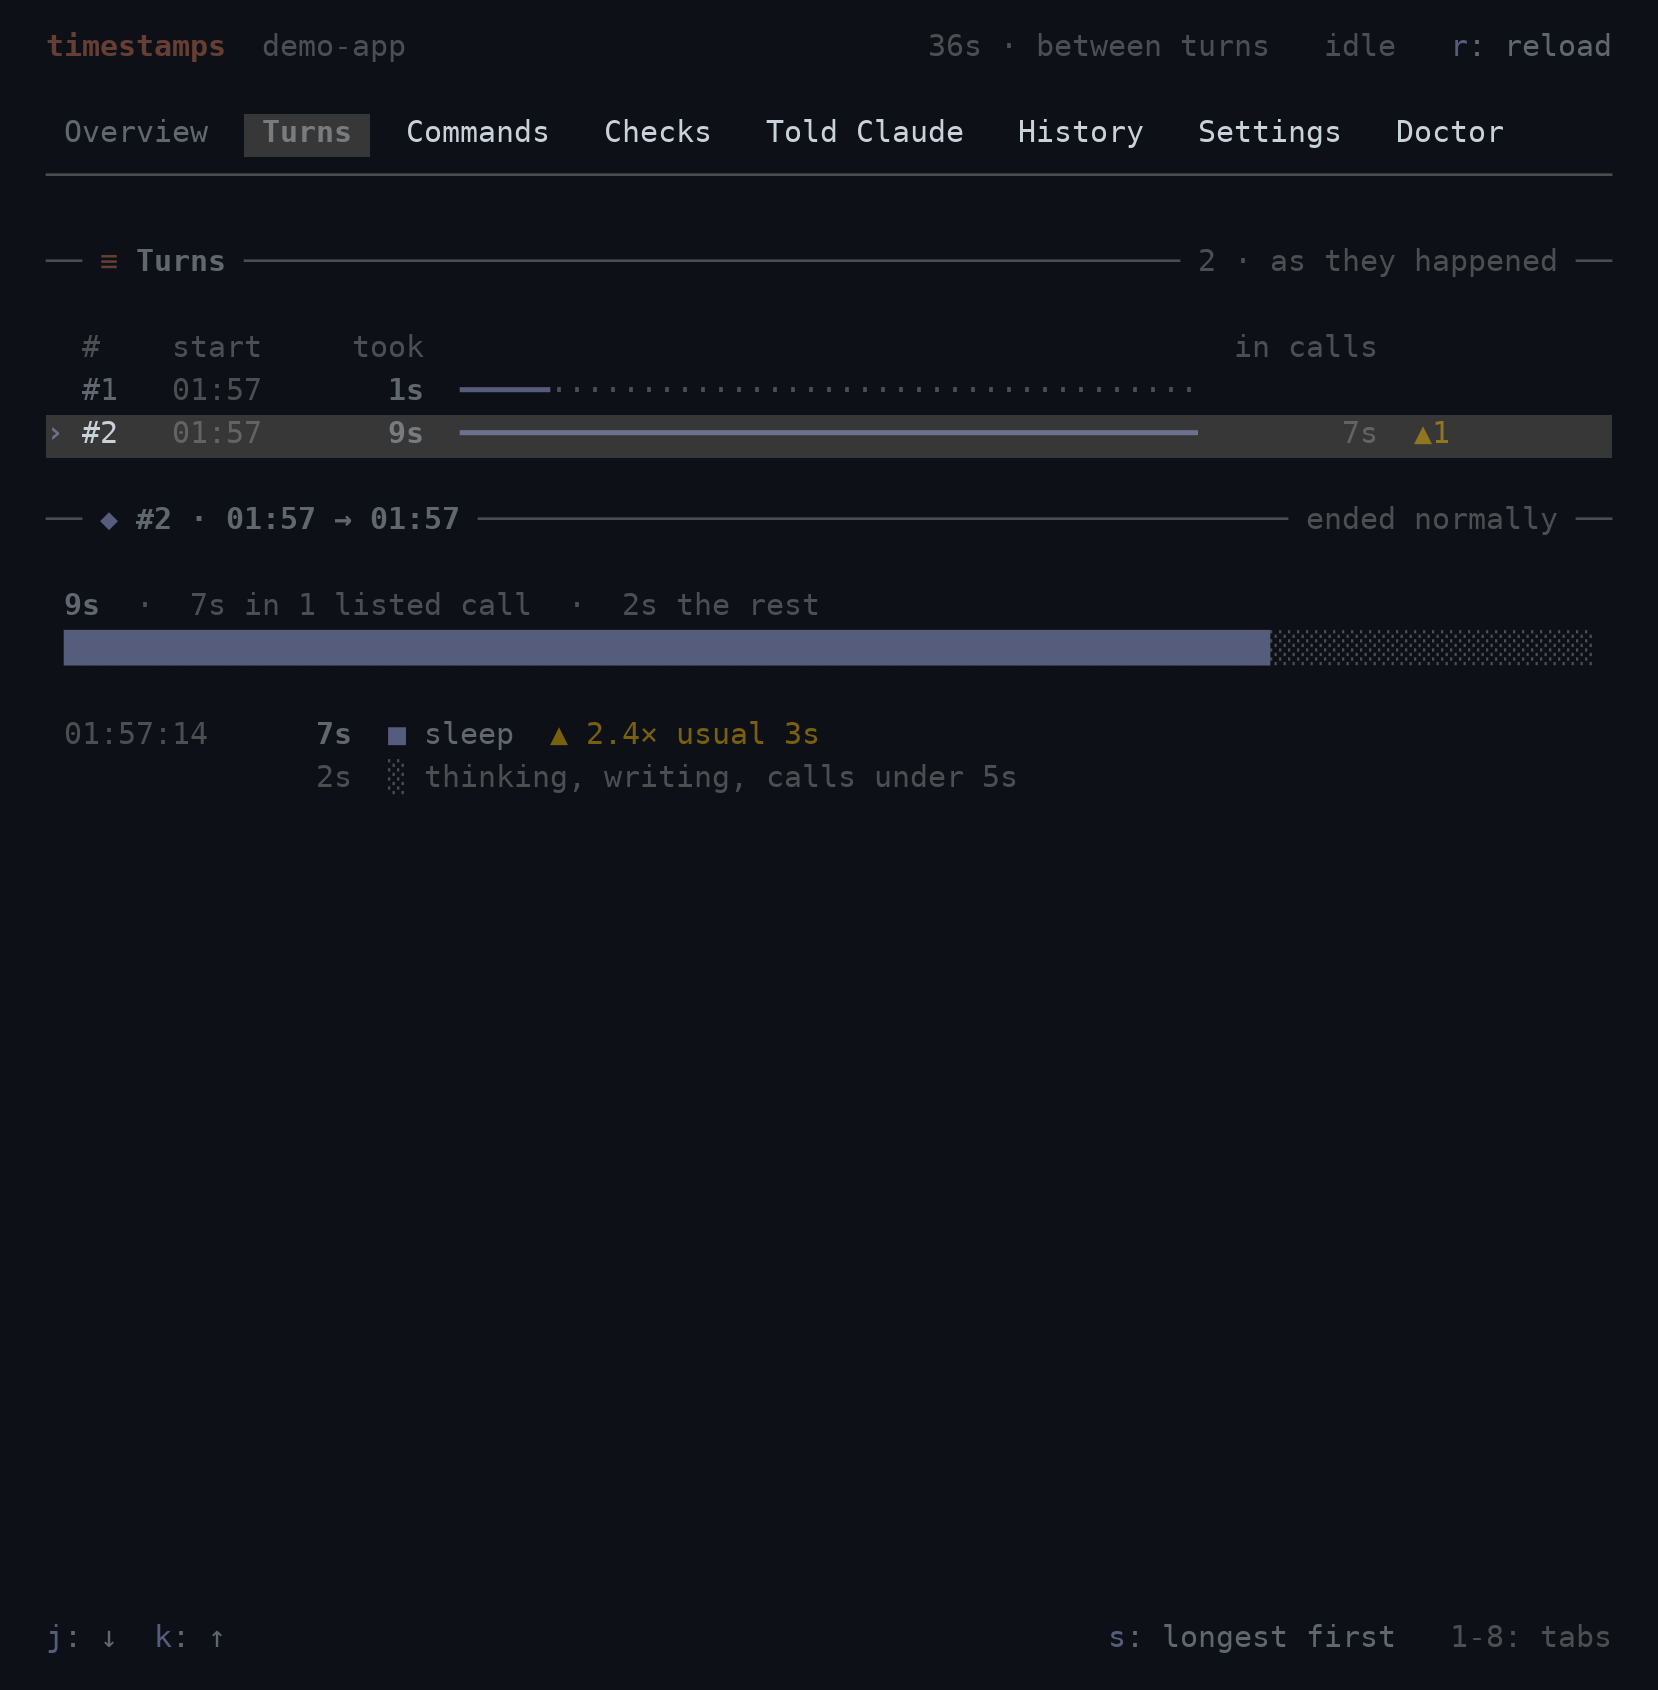 timestamps demo-app 36s · between turns idle r: reload
Overview Turns Commands Checks Told Claude History Settings Doctor
≡ Turns 2 · as they happened
# start took in calls
#1 01:57 1s
› #2 01:57 9s 7s ▲1
◆ #2 · 01:57 → 01:57 ended normally
9s · 7s in 1 listed call · 2s the rest
01:57:14 7s ■ sleep ▲ 2.4× usual 3s
2s ░ thinking, writing, calls under 5s
j: ↓ k: ↑ s: longest first 1-8: tabs